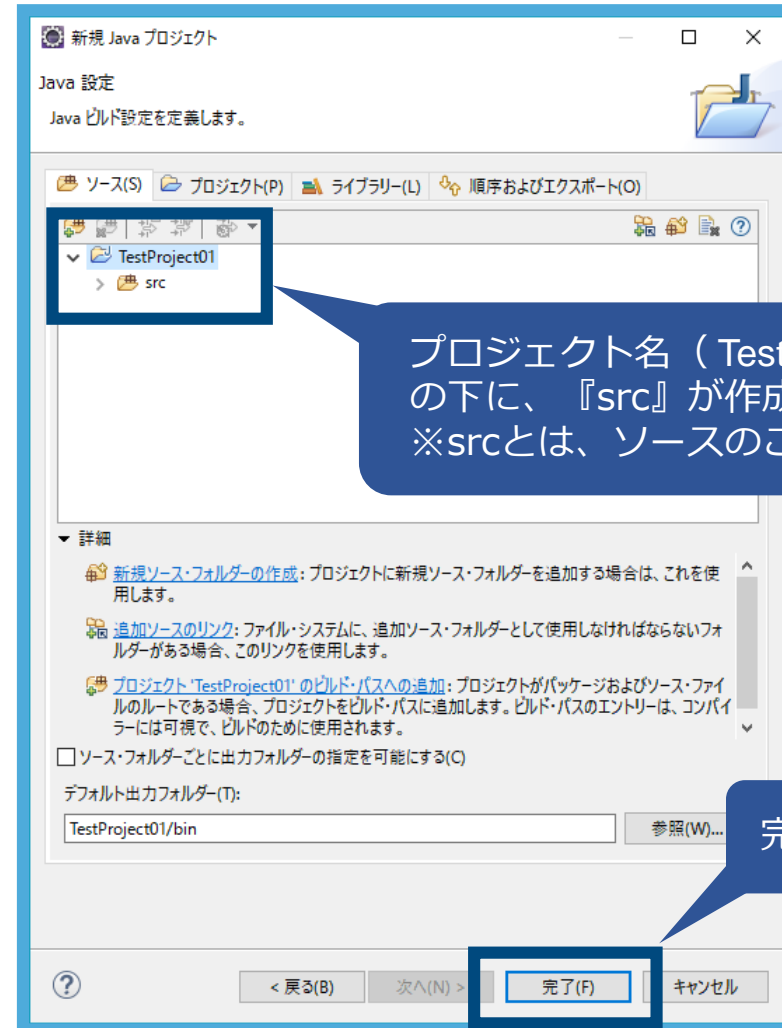 新規 Java プロジェクト
Java 設定
Java ビルド設定を定義します。
ソース(S) プロジェクト(P) ライブラリー(L) 順序およびエクスポート(O)
TestProject01
src
プロジェクト名（ Test
の下に、『src』が作成
※srcとは、ソースのこ
詳細
新規ソース・フォルダーの作成: プロジェクトに新規ソース・フォルダーを追加する場合は、これを使
用します。
追加ソースのリンク: ファイル・システムに、追加ソース・フォルダーとして使用しなければならないフォ
ルダーがある場合、このリンクを使用します。
プロジェクト 'TestProject01' のビルド・パスへの追加: プロジェクトがパッケージおよびソース・ファイ
ルのルートである場合、プロジェクトをビルド・パスに追加します。ビルド・パスのエントリーは、コンパイ
ラーには可視で、ビルドのために使用されます。
ソース・フォルダーごとに出力フォルダーの指定を可能にする(C)
デフォルト出力フォルダー(T):
TestProject01/bin 参照(W)...
完
< 戻る(B) 次へ(N) > 完了(F) キャンセル